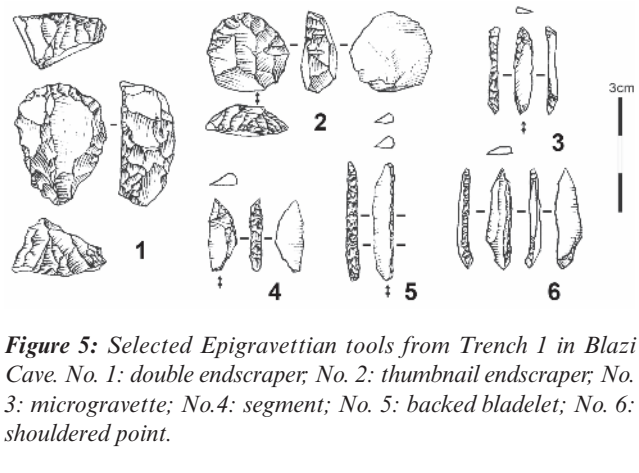 3cm
1
2
3
4
5
6
Figure 5: Selected Epigravettian tools from Trench 1 in Blazi
Cave. No. 1: double endscraper; No. 2: thumbnail endscraper; No.
3: microgravette; No.4: segment; No. 5: backed bladelet; No. 6:
shouldered point.